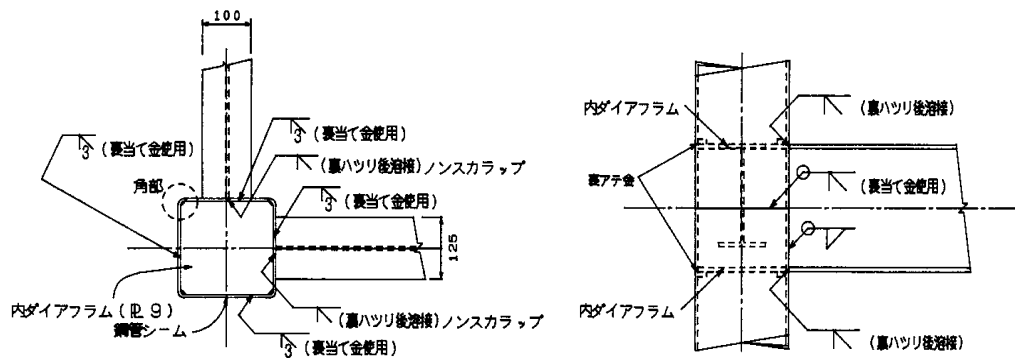 100
3 (裏当て金使用)
3 (裏当て金使用)
(裏ハツリ後溶接) ノンスカラップ
角部
3 (裏当て金使用)
125
内ダイアフラム (PL 9)
鋼管シーム
(裏ハツリ後溶接) ノンスカラップ
3 (裏当て金使用)
内ダイアフラム
(裏ハツリ後溶接)
裏アテ金
(裏当て金使用)
内ダイアフラム
(裏ハツリ後溶接)